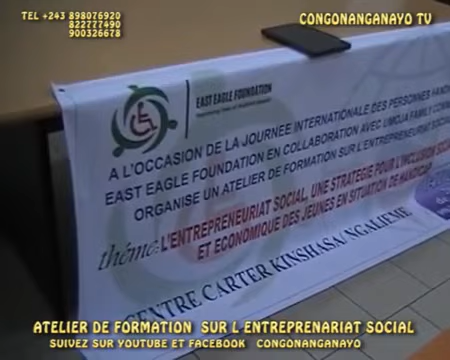 TEL +243 898076920
822777490
900326678
CONGONANGANAYO TV
EAST EAGLE FOUNDATION
A L'OCCASION DE LA JOURNEE INTERNATIONALE DES PERSONNES
EAST EAGLE FOUNDATION EN COLLABORATION AVEC UMOJA FAMILY
ORGANISE UN ATELIER DE FORMATION SUR L'ENTREPRENEURIAT
thème: L'ENTREPRENEURIAT SOCIAL, UNE STRATEGIE POUR L'INCLUSION
ET ECONOMIQUE DES JEUNES EN SITUATION DE HANDICAP
CENTRE CARTER KINSHASA/ NGALIEME
ATELIER DE FORMATION SUR L ENTREPRENARIAT SOCIAL
SUIVEZ SUR YOUTUBE ET FACEBOOK CONGONANGANAYO